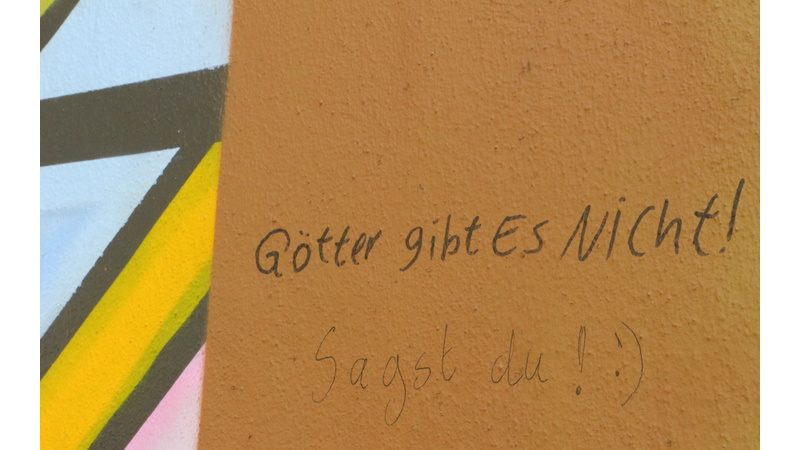 Götter gibt Es Nicht!
Sagst du! :)